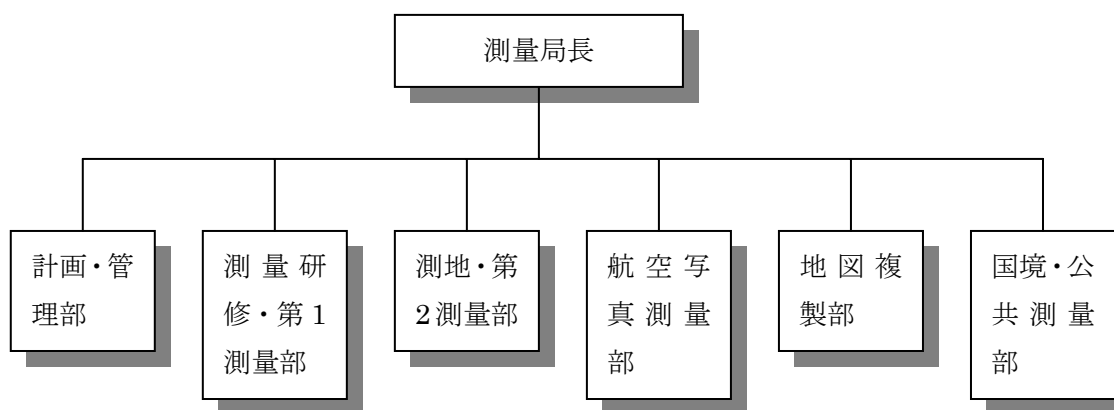 測量局長
計画・管
理部
測量研
修・第1
測量部
測地・第
2測量部
航空写
真測量
部
地図複
製部
国境・公
共測量
部